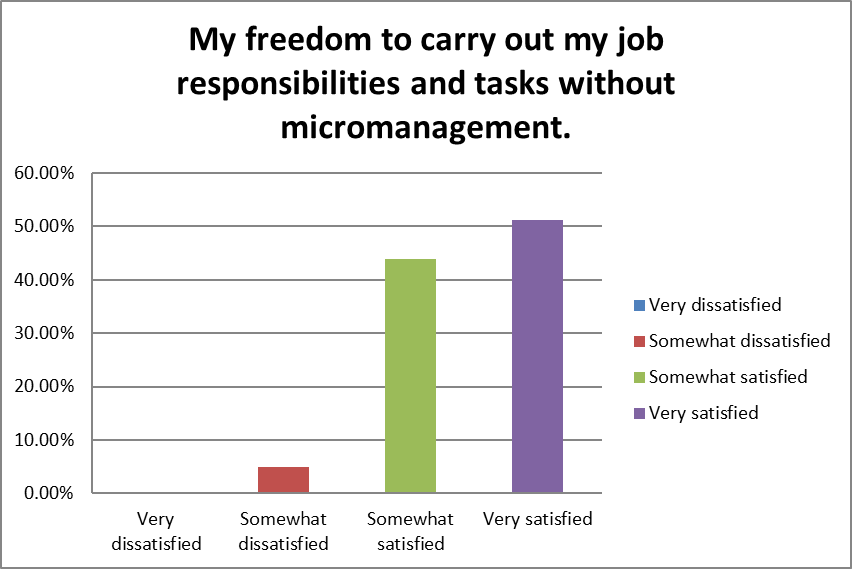 My freedom to carry out my job
responsibilities and tasks without
micromanagement.
60.00%
50.00%
40.00%
30.00%
20.00%
10.00%
0.00%
Very
dissatisfied
Somewhat
dissatisfied
Somewhat
satisfied
Very satisfied
Very dissatisfied
Somewhat dissatisfied
Somewhat satisfied
Very satisfied